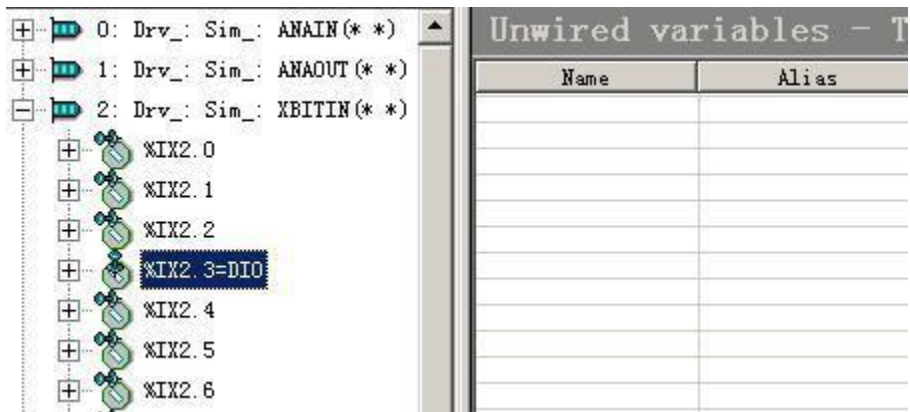 0: Drv_: Sim_: ANAIN(* *)
1: Drv_: Sim_: ANAOUT(* *)
2: Drv_: Sim_: XBITIN(* *)
%IX2.0
%IX2.1
%IX2.2
%IX2.3=DI0
%IX2.4
%IX2.5
%IX2.6
Unwired variables - T
Name Alias